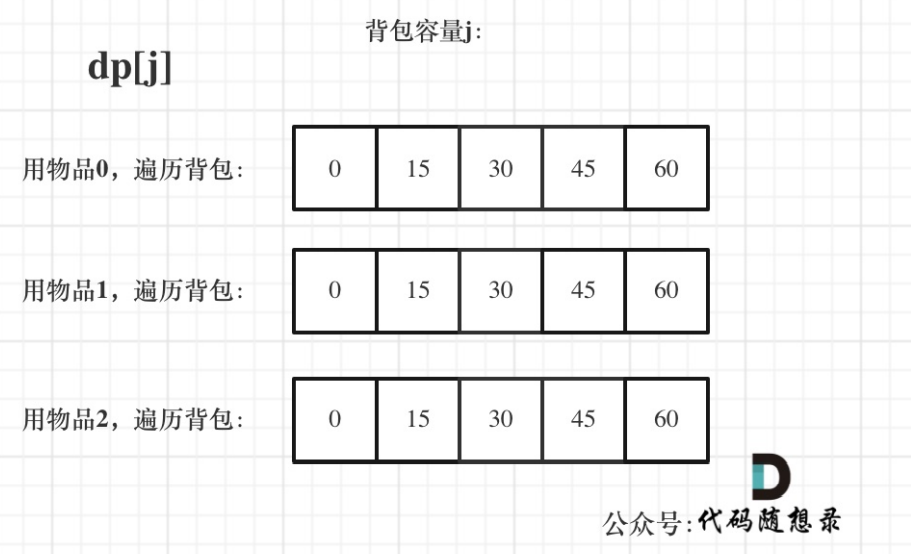 背包容量j:
dp[j]
用物品0，遍历背包: 0 15 30 45 60
用物品1，遍历背包: 0 15 30 45 60
用物品2，遍历背包: 0 15 30 45 60
公众号:代码随想录